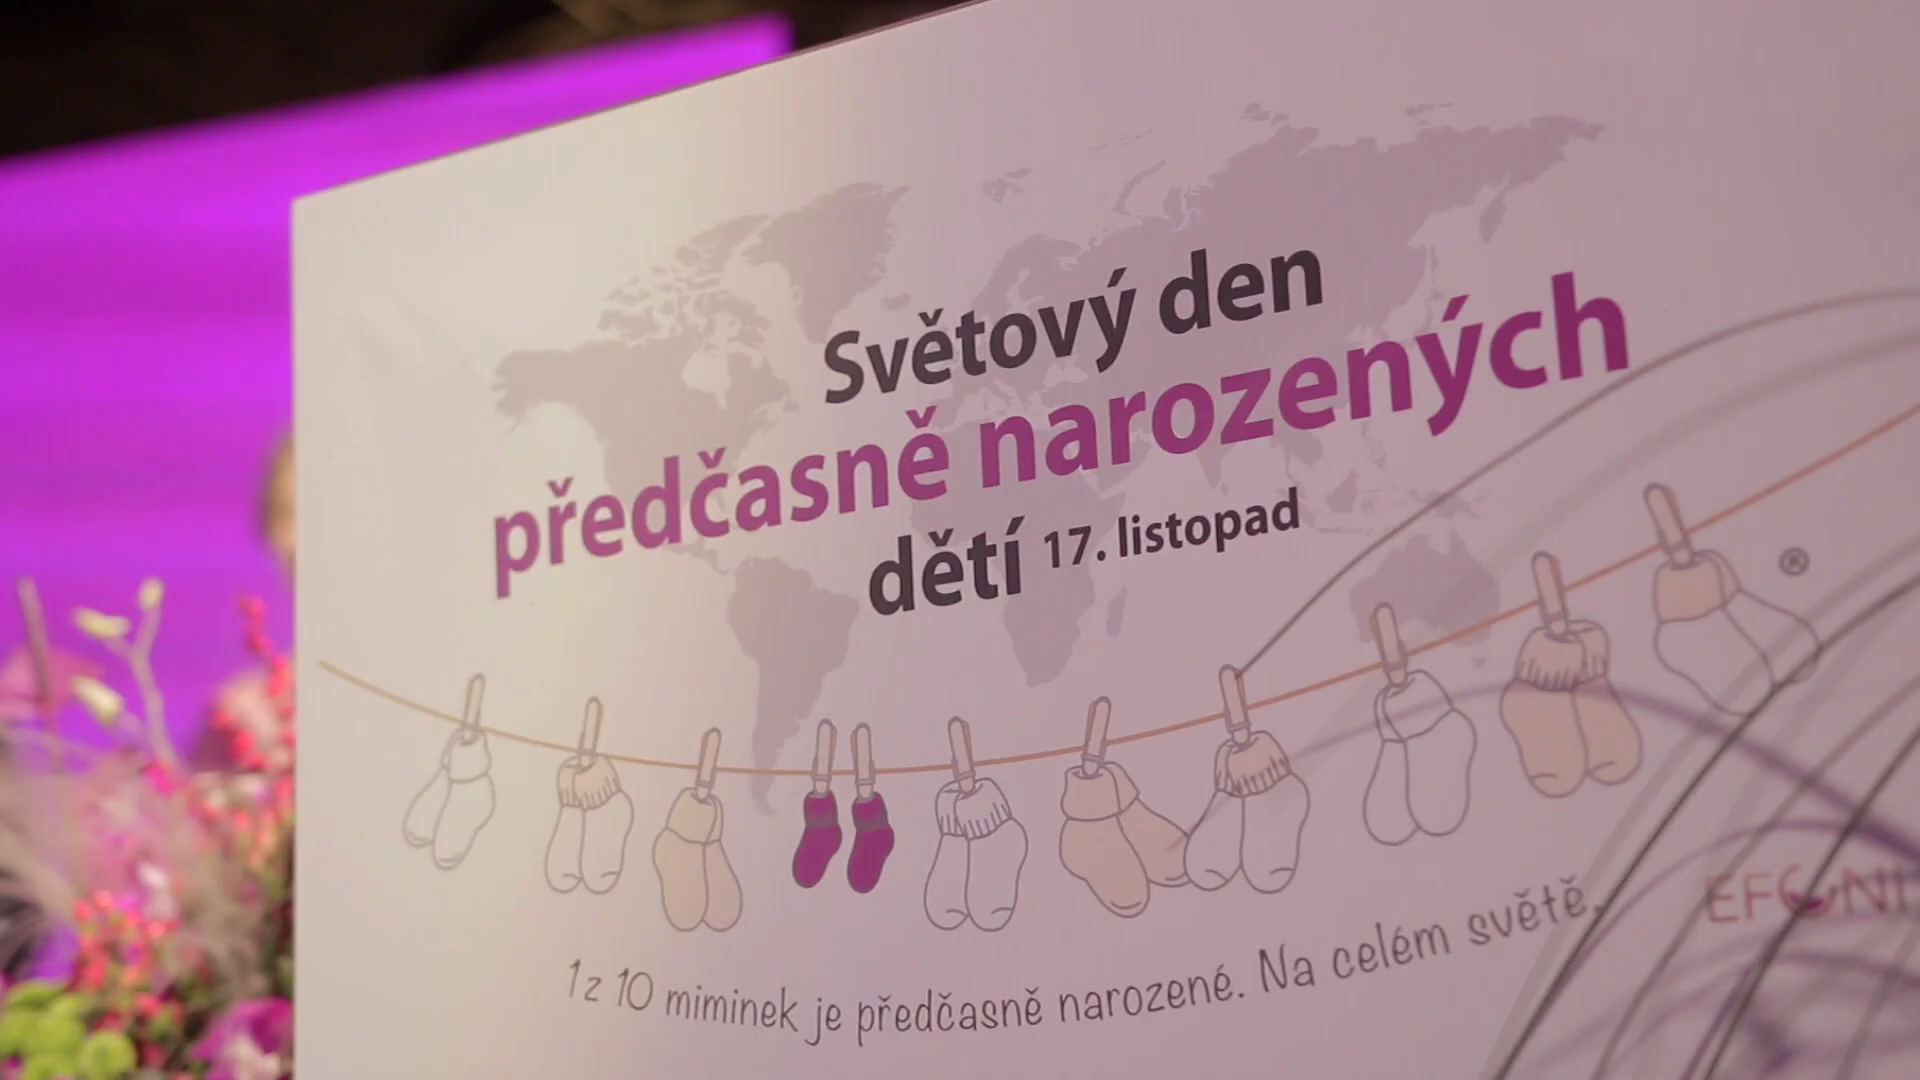 Světový den
předčasně narozených
dětí 17. listopad
®
1 z 10 miminek je předčasně narozené. Na celém světě.